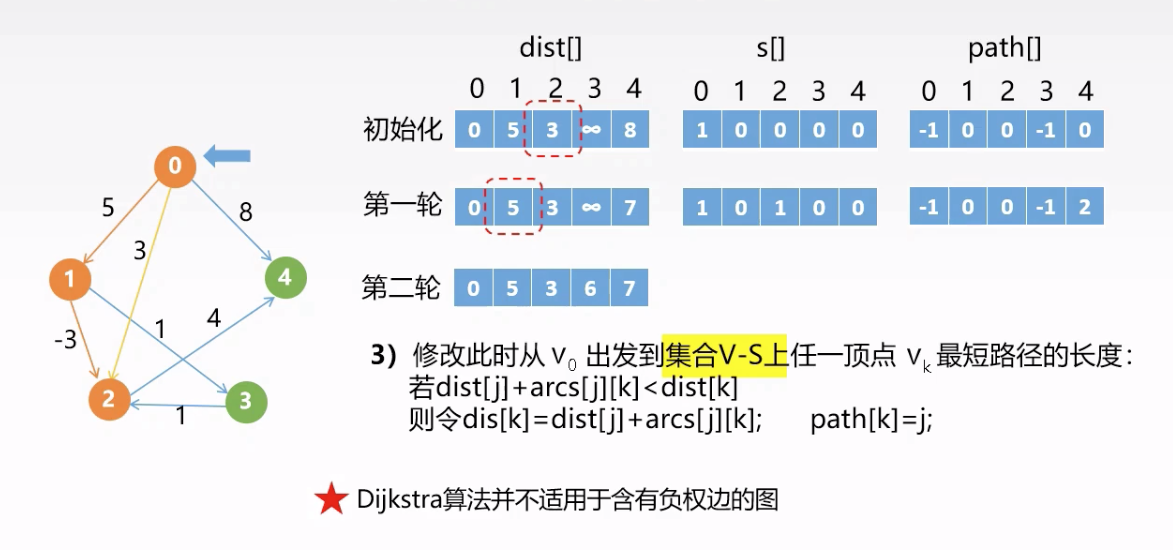 dist[] s[] path[]
0 1 2 3 4 0 1 2 3 4 0 1 2 3 4
初始化 0 5 3 ∞ 8 1 0 0 0 0 -1 0 0 -1 0
第一轮 0 5 3 ∞ 7 1 0 1 0 0 -1 0 0 -1 2
第二轮 0 5 3 6 7
0
5
8
3
1
4
-3
1
4
2
3
1
3) 修改此时从 v0 出发到集合V-S上任一顶点 vk 最短路径的长度：
若dist[j]+arcs[j][k]<dist[k]
则令dis[k]=dist[j]+arcs[j][k]; path[k]=j;
Dijkstra算法并不适用于含有负权边的图